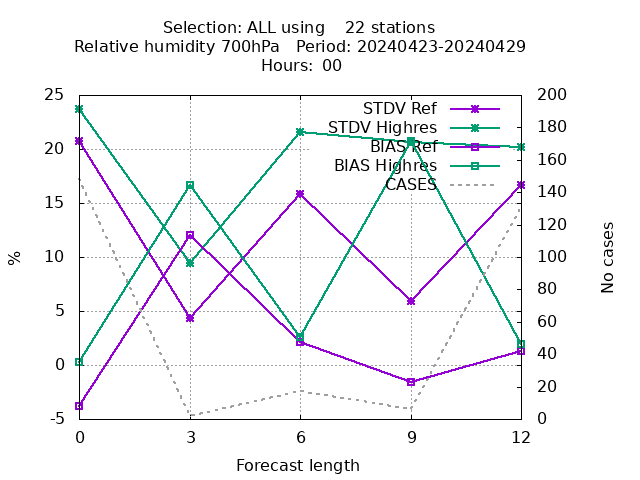 Selection: ALL using    22 stations
Relative humidity 700hPa   Period: 20240423-20240429
Hours: 00
STDV Ref
STDV Highres
BIAS Ref
BIAS Highres
CASES
25
20
15
10
5
0
-5
%
200
180
160
140
120
100
80
60
40
20
0
No cases
0 3 6 9 12
Forecast length